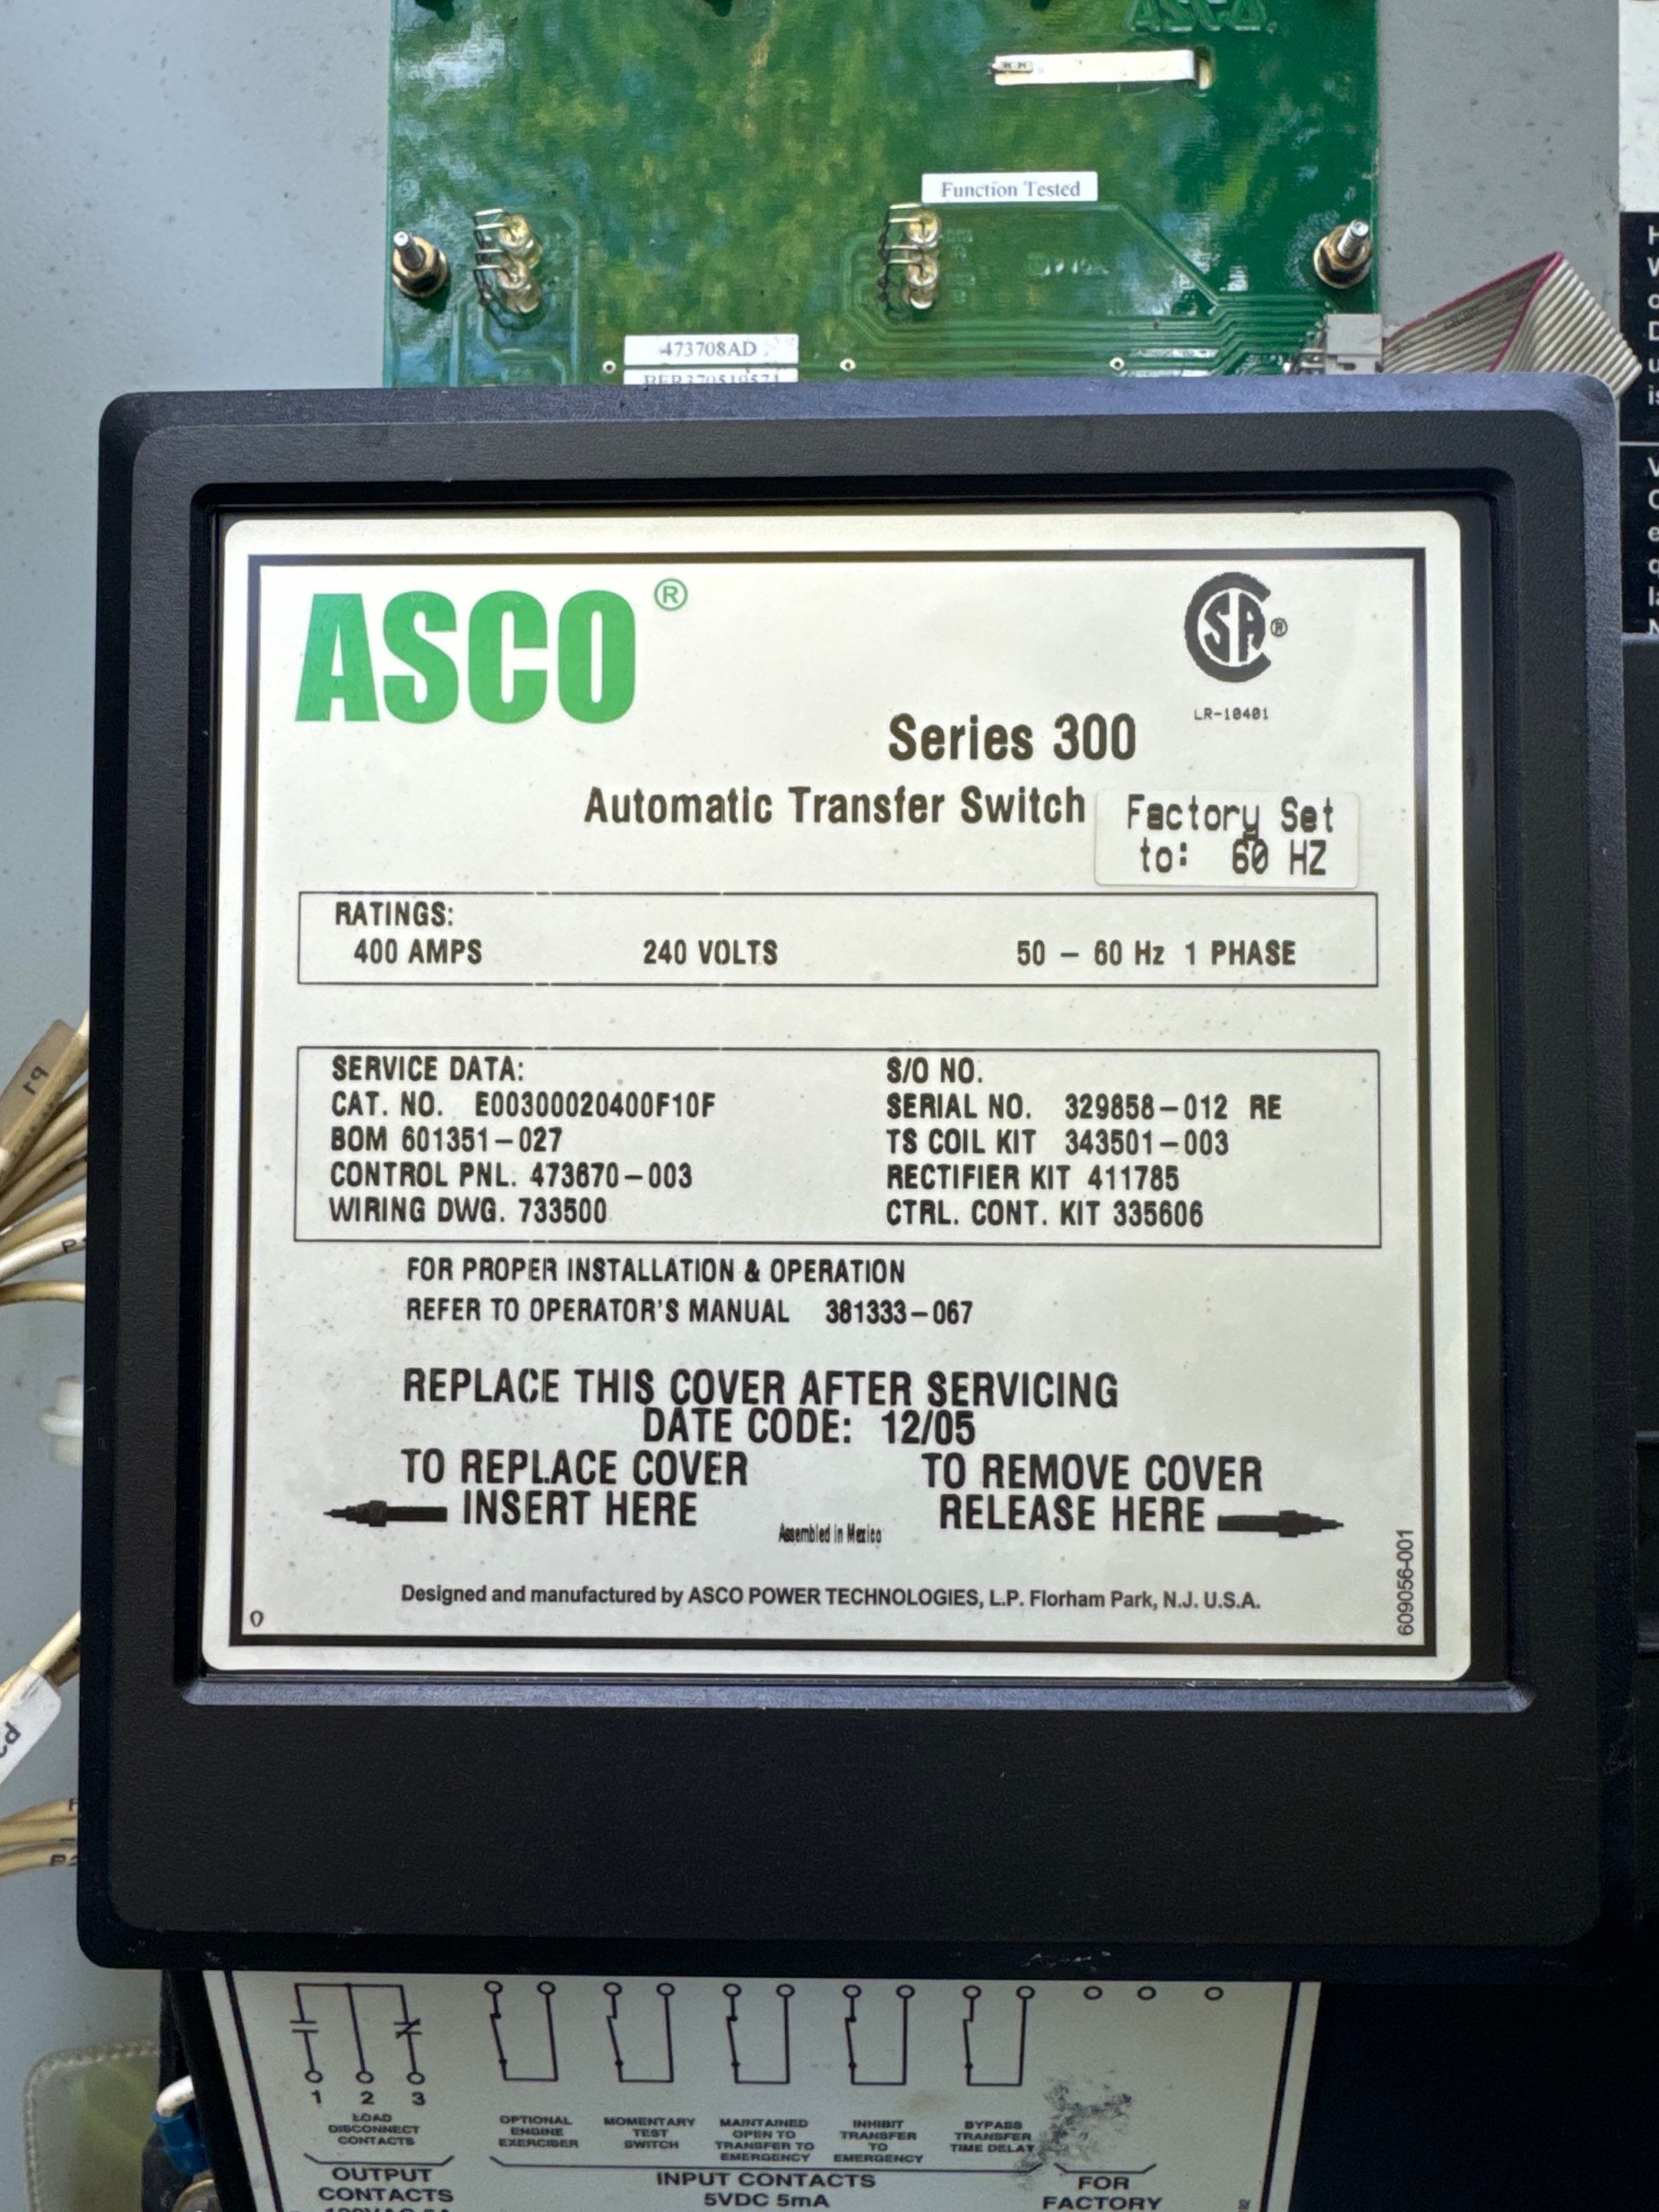 ASCO
Function Tested
473708AD
ASCO®
SA®
LR-10401
Series 300
Automatic Transfer Switch
Factory Set
to: 60 HZ
RATINGS:
400 AMPS 240 VOLTS 50 – 60 Hz 1 PHASE
SERVICE DATA:
CAT. NO. E00300020400F10F
BOM 601351–027
CONTROL PNL. 473670–003
WIRING DWG. 733500
S/O NO.
SERIAL NO. 329858–012 RE
TS COIL KIT 343501–003
RECTIFIER KIT 411785
CTRL. CONT. KIT 335606
FOR PROPER INSTALLATION & OPERATION
REFER TO OPERATOR'S MANUAL 381333–067
REPLACE THIS COVER AFTER SERVICING
DATE CODE: 12/05
TO REPLACE COVER
INSERT HERE
TO REMOVE COVER
RELEASE HERE
Assembled in Mexico
Designed and manufactured by ASCO POWER TECHNOLOGIES, L.P. Florham Park, N.J. U.S.A.
0
609056-001
1 2 3
LOAD
DISCONNECT
CONTACTS
OPTIONAL
ENGINE
EXERCISER
MOMENTARY
TEST
SWITCH
MAINTAINED
OPEN TO
TRANSFER TO
EMERGENCY
INHIBIT
TRANSFER
TO
EMERGENCY
BYPASS
TRANSFER
TIME DELAY
OUTPUT
CONTACTS
INPUT CONTACTS
5VDC 5mA
FOR
FACTORY